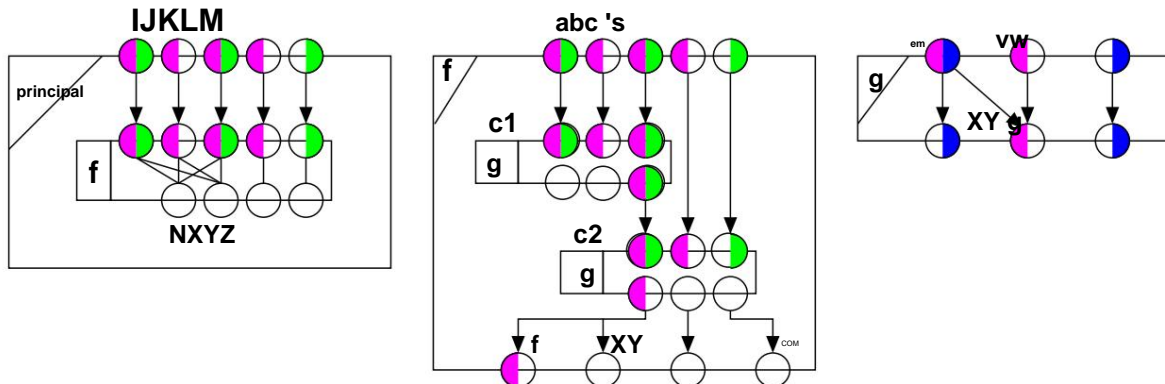 IJKLM
principal
f
NXYZ
abc 's
f
c1
g
c2
g
f XY COM
em vw
g
XY g